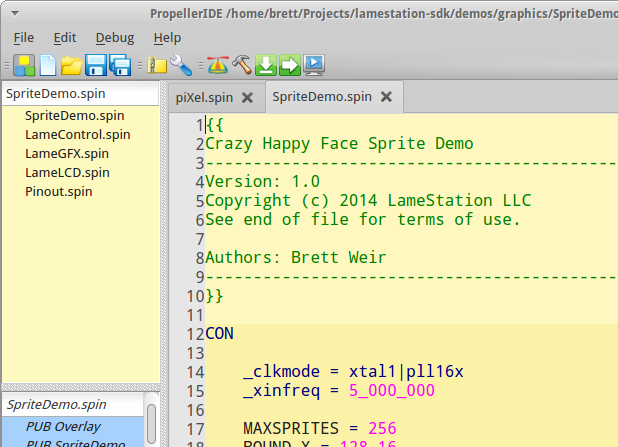 PropellerIDE /home/brett/Projects/lamestation-sdk/demos/graphics/SpriteDemo
File Edit Debug Help
SpriteDemo.spin
SpriteDemo.spin
LameControl.spin
LameGFX.spin
LameLCD.spin
Pinout.spin
SpriteDemo.spin
PUB Overlay
PUB SpriteDemo
piXel.spin SpriteDemo.spin
1 {{
2 Crazy Happy Face Sprite Demo
3 -------------------------------------------
4 Version: 1.0
5 Copyright (c) 2014 LameStation LLC
6 See end of file for terms of use.
7
8 Authors: Brett Weir
9 -------------------------------------------
10 }}
11
12 CON
13
14 _clkmode = xtal1|pll16x
15 _xinfreq = 5_000_000
16
17 MAXSPRITES = 256
18 BOUND_X = 128-16